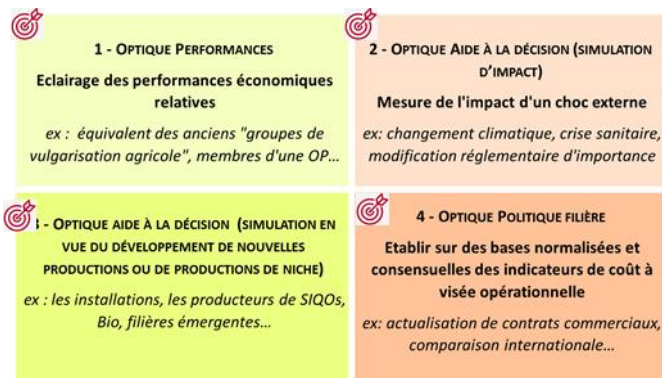 1 - OPTIQUE PERFORMANCES
Eclairage des performances économiques
relatives
ex : équivalent des anciens "groupes de
vulgarisation agricole", membres d'une OP...
2 - OPTIQUE AIDE À LA DÉCISION (SIMULATION
D'IMPACT)
Mesure de l'impact d'un choc externe
ex: changement climatique, crise sanitaire,
modification réglementaire d'importance
3 - OPTIQUE AIDE À LA DÉCISION (SIMULATION EN
VUE DU DÉVELOPPEMENT DE NOUVELLES
PRODUCTIONS OU DE PRODUCTIONS DE NICHE)
ex : les installations, les producteurs de SIQOs,
Bio, filières émergentes...
4 - OPTIQUE POLITIQUE FILIÈRE
Etablir sur des bases normalisées et
consensuelles des indicateurs de coût à
visée opérationnelle
ex: actualisation de contrats commerciaux,
comparaison internationale...